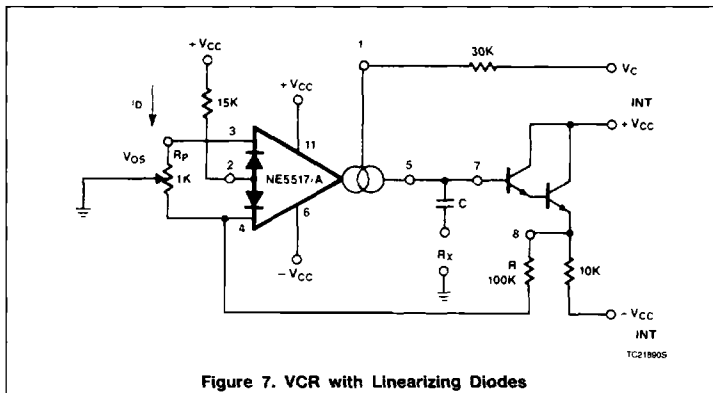 +VCC
1
30K
VC
INT
+VCC
ID
15K
+VCC
3
11
VOS
RP
1K
2
NE5517/A
5
7
4
6
C
-VCC
RX
8
R
100K
10K
-VCC
INT
TC21890S
Figure 7. VCR with Linearizing Diodes